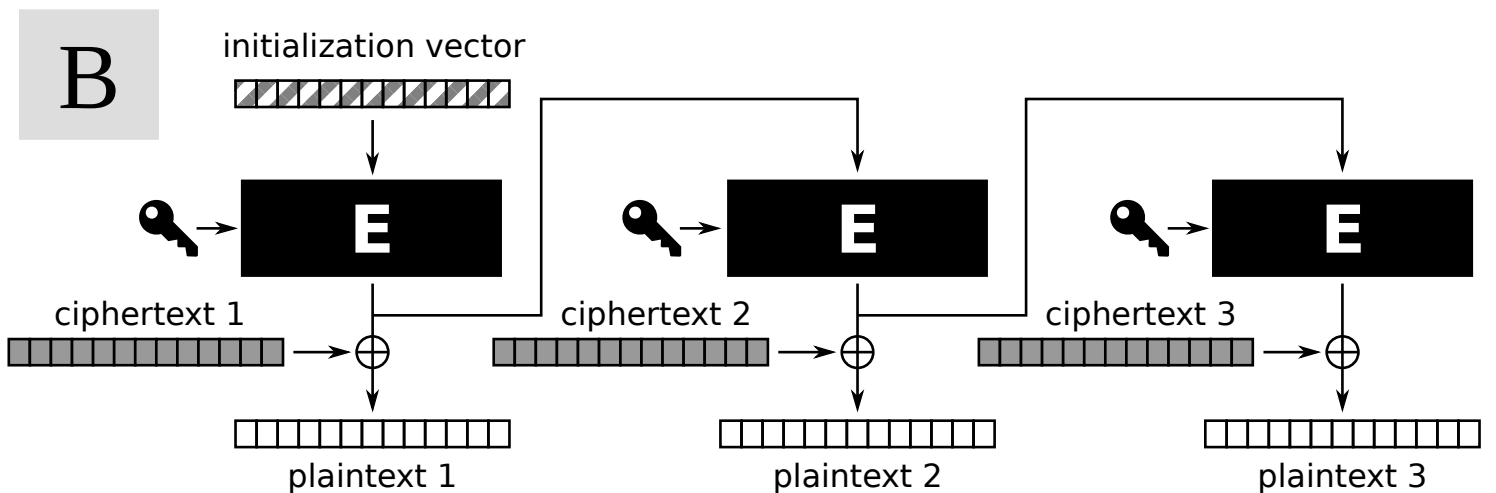 B
initialization vector
E
E
E
ciphertext 1
ciphertext 2
ciphertext 3
plaintext 1
plaintext 2
plaintext 3